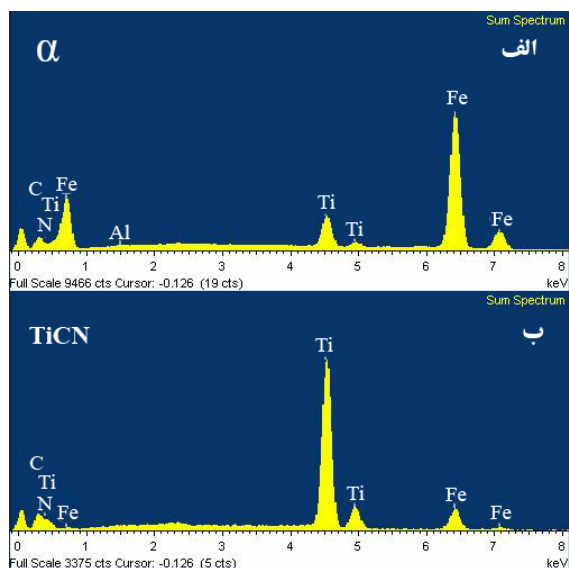 Sum Spectrum
α
الف
Fe
C Ti Fe
N
Ti
Ti
Fe
Al
0 1 2 3 4 5 6 7 8
Full Scale 9466 cts Cursor: -0.126 (19 cts)
keV
Sum Spectrum
TiCN
ب
Ti
C
Ti
N
Fe
Ti
Fe
Fe
0 1 2 3 4 5 6 7 8
Full Scale 3375 cts Cursor: -0.126 (5 cts)
keV